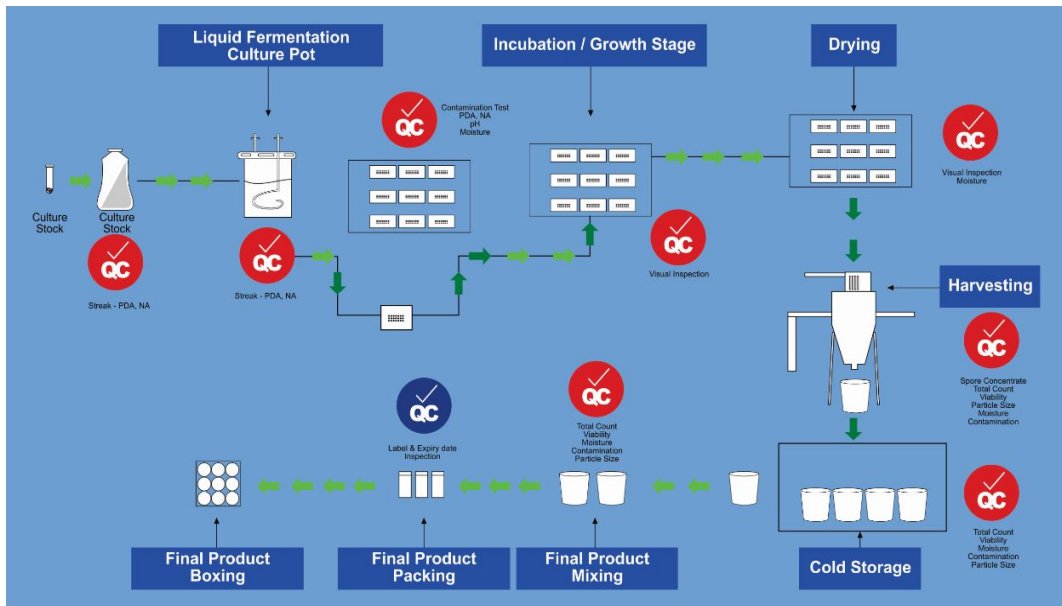 Liquid Fermentation
Culture Pot
Incubation / Growth Stage
Drying
QC
Contamination Test
PDA, NA
pH
Moisture
QC
Visual Inspection
Moisture
Culture
Stock
Culture
Stock
QC
Streak - PDA, NA
QC
Streak - PDA, NA
QC
Visual Inspection
Harvesting
QC
Spore Concentrate
Total Count
Viability
Particle Size
Moisture
Contamination
QC
Label & Expiry date
Inspection
QC
Total Count
Viability
Moisture
Contamination
Particle Size
QC
Total Count
Viability
Moisture
Contamination
Particle Size
Final Product
Boxing
Final Product
Packing
Final Product
Mixing
Cold Storage